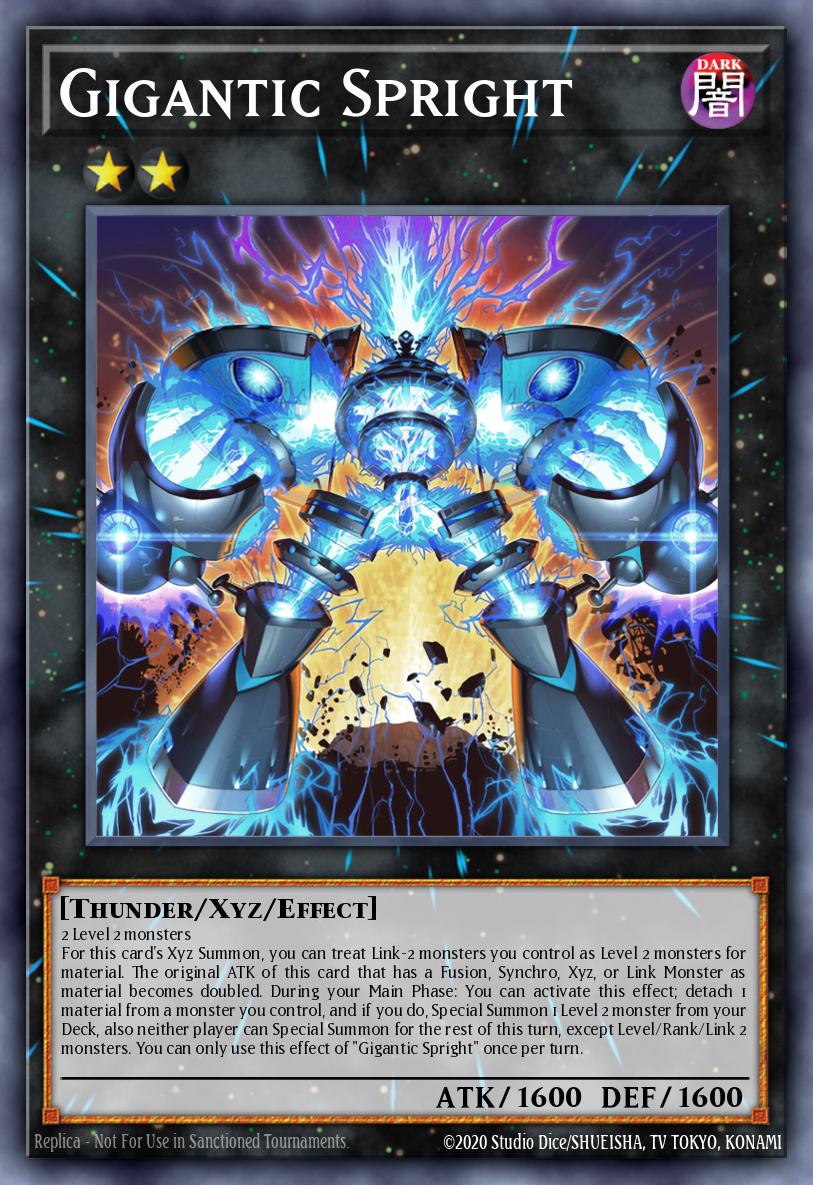 Gigantic Spright
DARK
闇
[Thunder/Xyz/Effect]
2 Level 2 monsters
For this card's Xyz Summon, you can treat Link-2 monsters you control as Level 2 monsters for
material. The original ATK of this card that has a Fusion, Synchro, Xyz, or Link Monster as
material becomes doubled. During your Main Phase: You can activate this effect; detach 1
material from a monster you control, and if you do, Special Summon 1 Level 2 monster from your
Deck, also neither player can Special Summon for the rest of this turn, except Level/Rank/Link 2
monsters. You can only use this effect of "Gigantic Spright" once per turn.
ATK/1600 DEF/1600
Replica - Not For Use in Sanctioned Tournaments.
©2020 Studio Dice/SHUEISHA, TV TOKYO, KONAMI